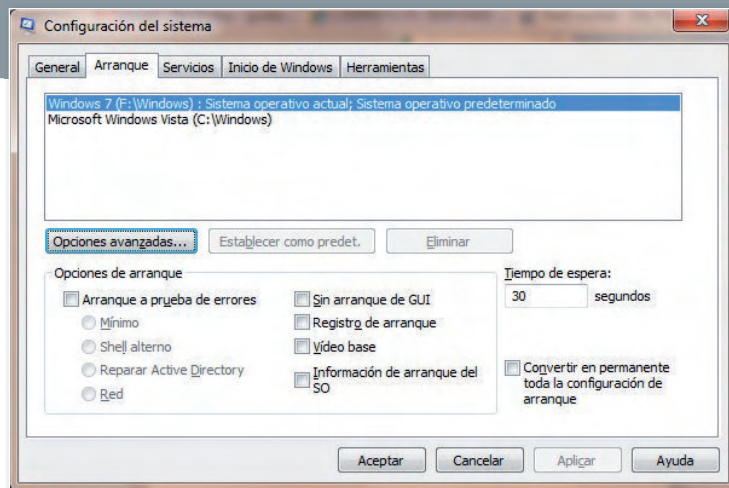 Configuración del sistema
General Arranque Servicios Inicio de Windows Herramientas
Windows 7 (F:\Windows) : Sistema operativo actual; Sistema operativo predeterminado
Microsoft Windows Vista (C:\Windows)
Opciones avanzadas... Establecer como predet. Eliminar
Opciones de arranque
Arranque a prueba de errores
Mínimo
Shell alterno
Reparar Active Directory
Red
Sin arranque de GUI
Registro de arranque
Vídeo base
Información de arranque del
SO
Tiempo de espera:
30 segundos
Convertir en permanente
toda la configuración de
arranque
Aceptar Cancelar Aplicar Ayuda